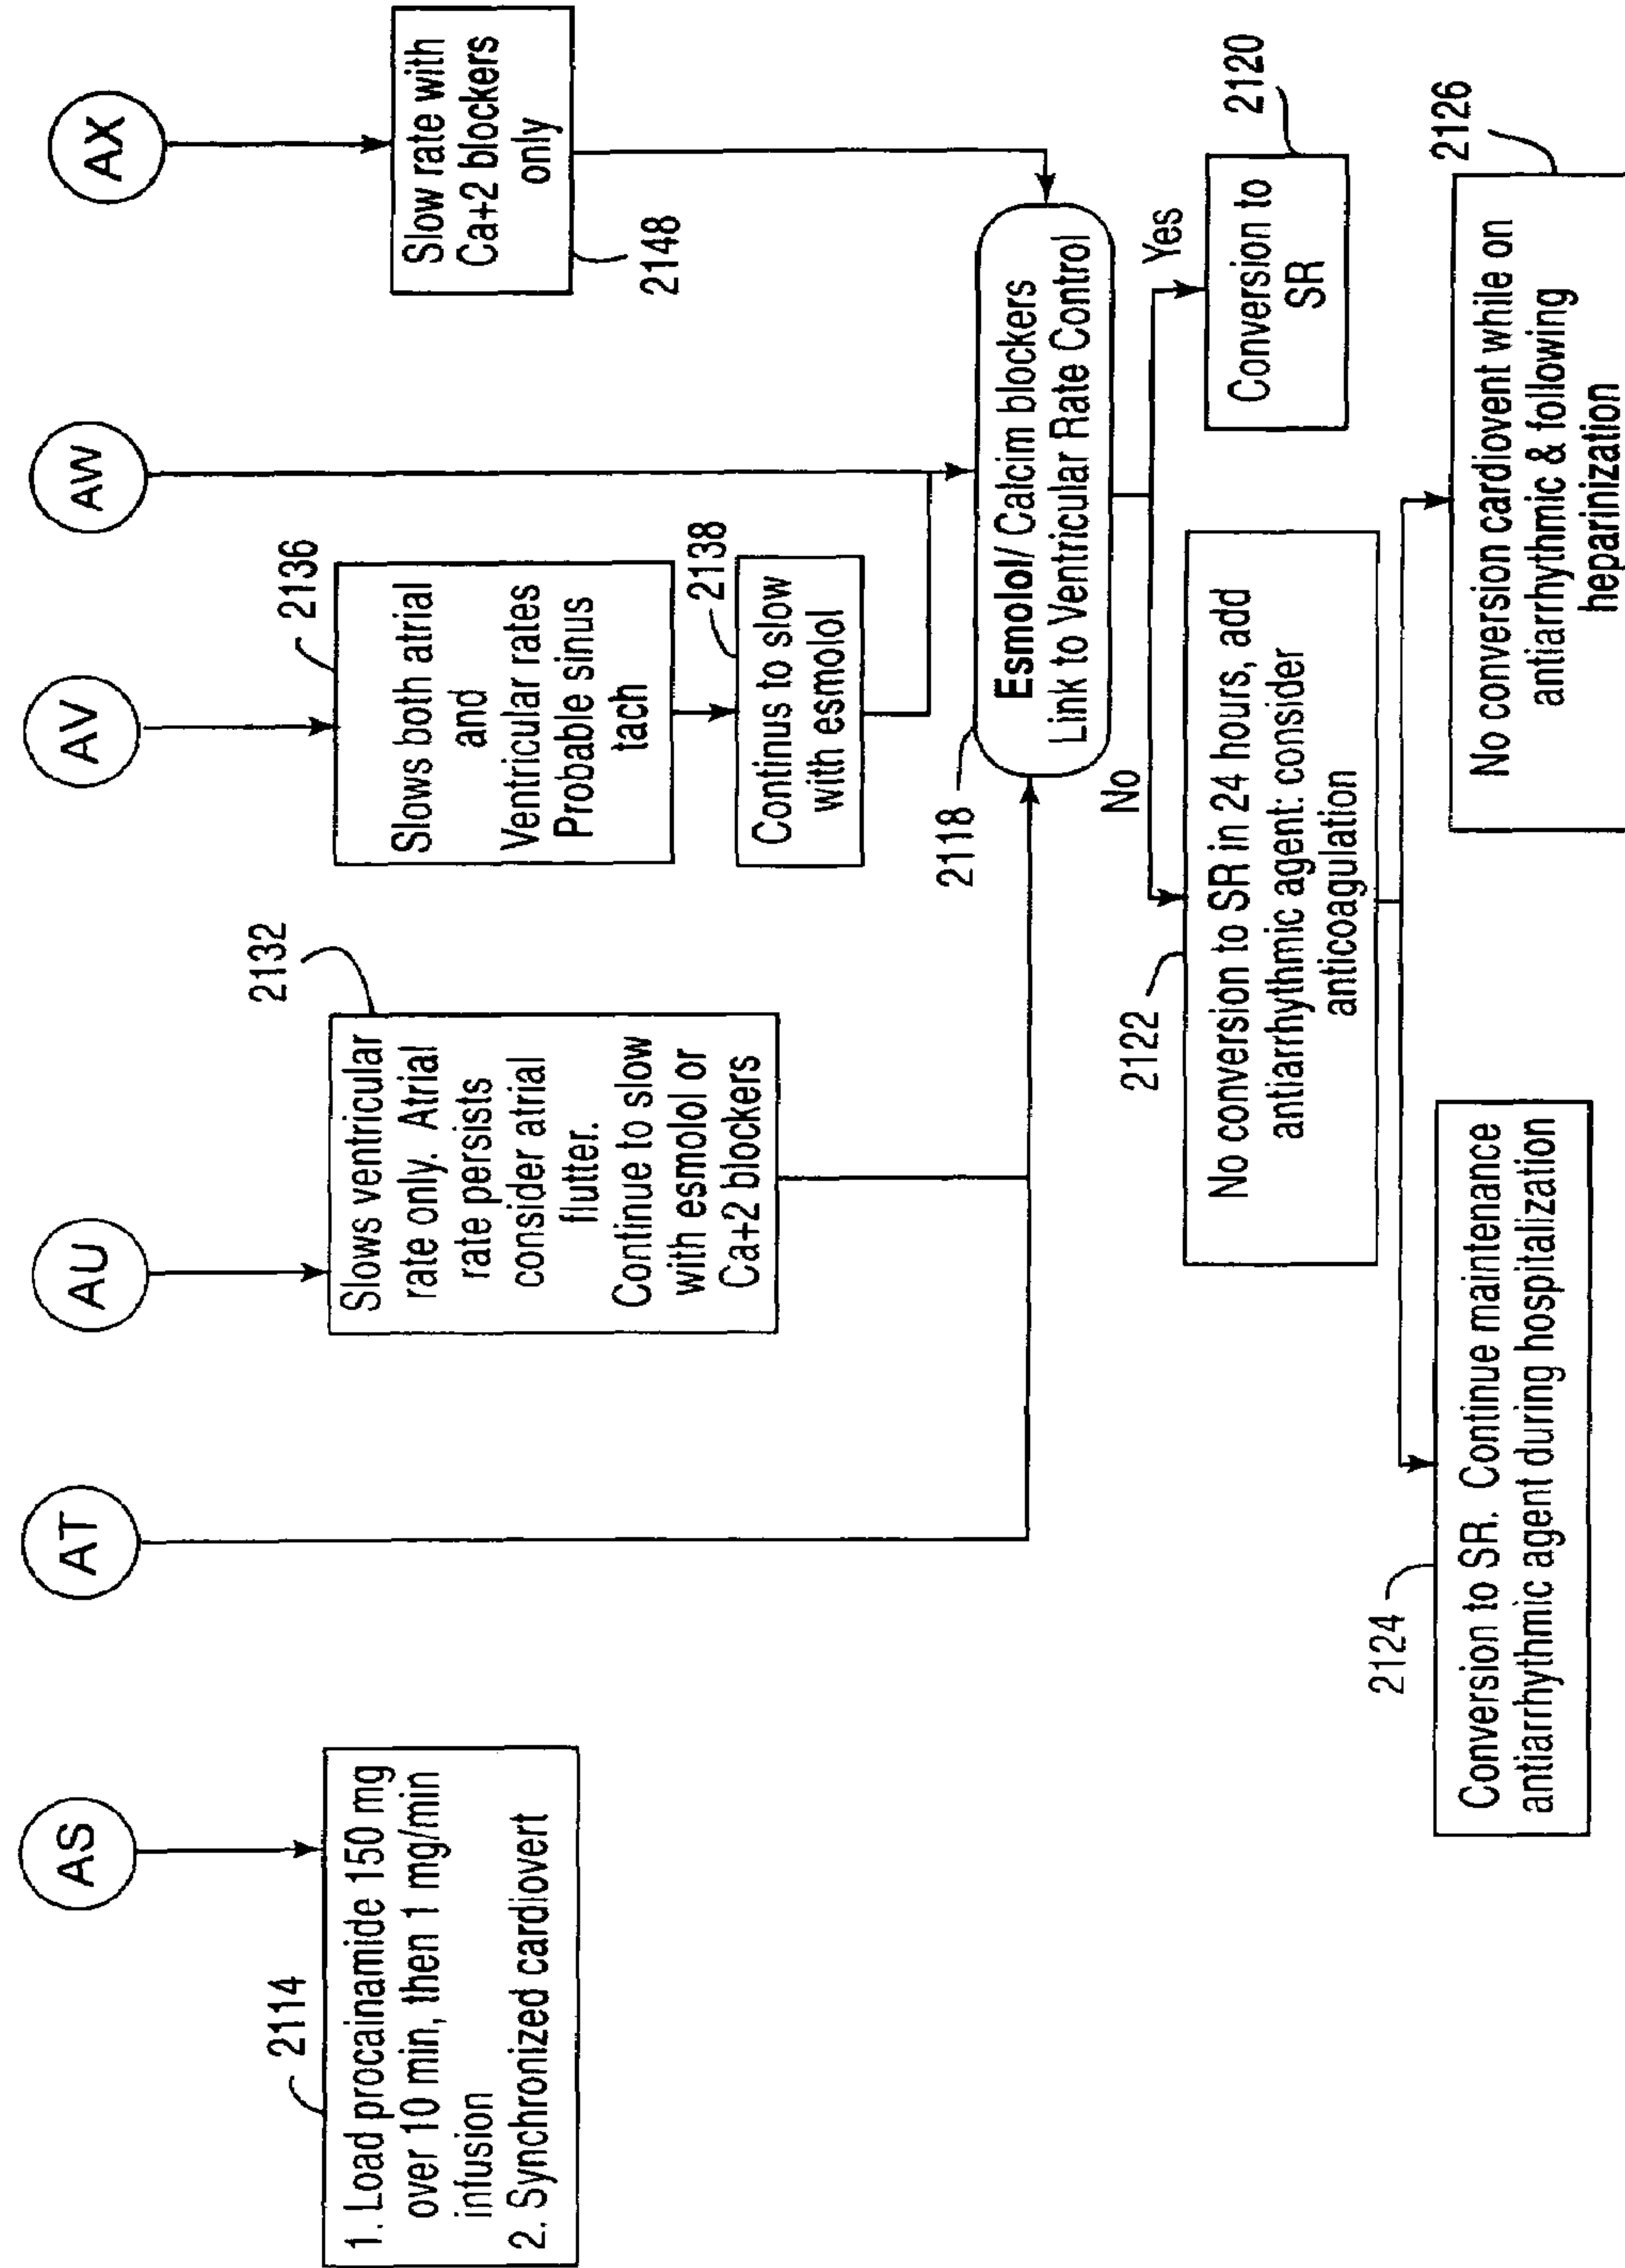 AS
AT
AU
AV
AW
AX
2114
1. Load procainamide 150 mg
over 10 min, then 1 mg/min
infusion
2. Synchronized cardiovert
2132
Slows ventricular
rate only. Atrial
rate persists
consider atrial
flutter.
Continue to slow
with esmolol or
Ca+2 blockers
2136
Slows both atrial
and
Ventricular rates
Probable sinus
tach
2138
Continus to slow
with esmolol
Slow rate with
Ca+2 blockers
only
2148
2118
Esmolol/ Calcim blockers
Link to Ventricular Rate Control
No
Yes
2120
Conversion to
SR
2122
No conversion to SR in 24 hours, add
antiarrhythmic agent: consider
anticoagulation
2124
Conversion to SR. Continue maintenance
antiarrhythmic agent during hospitalization
2126
No conversion cardiovent while on
antiarrhythmic & following
heparinization